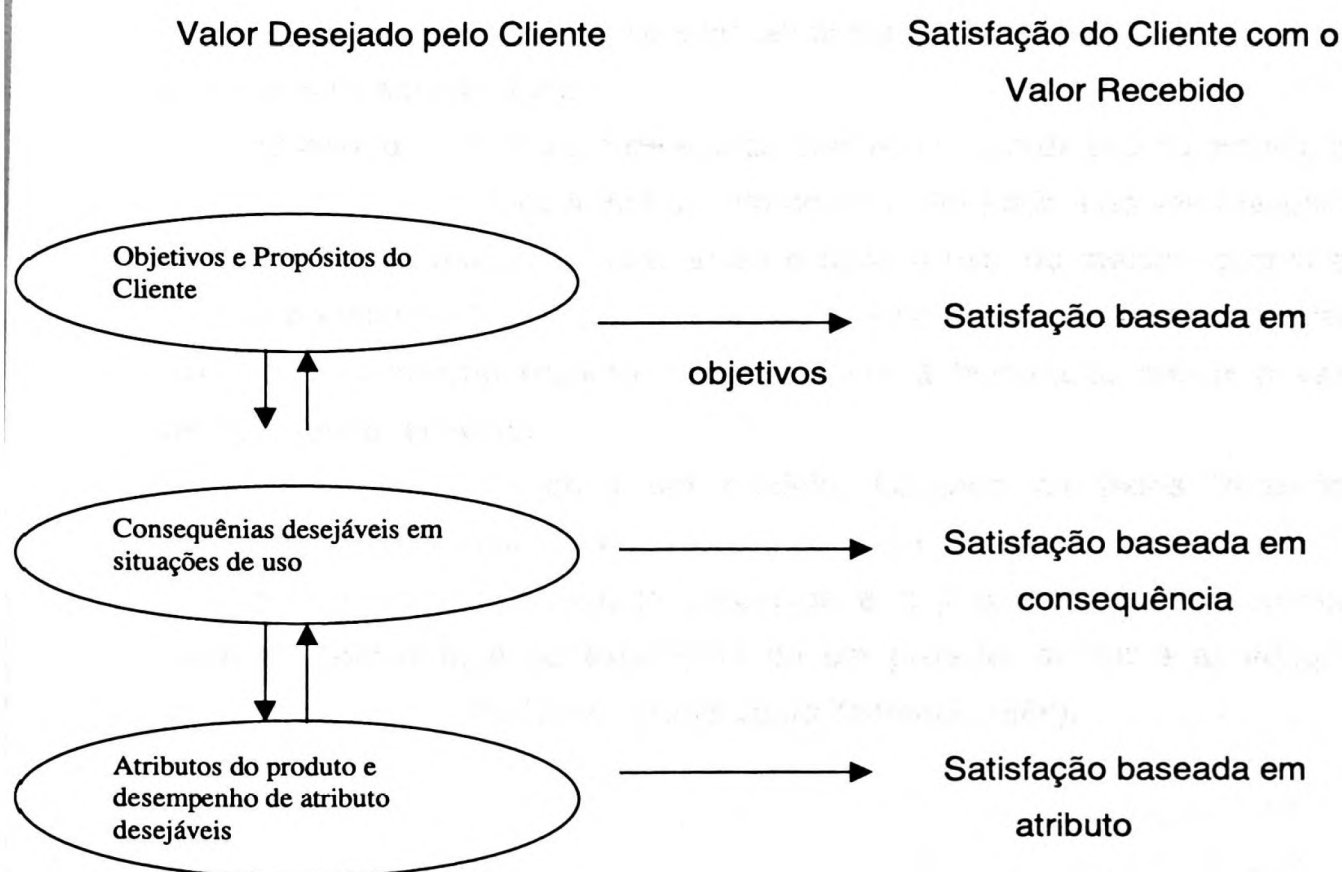 Valor Desejado pelo Cliente
Satisfação do Cliente com o
Valor Recebido
Objetivos e Propósitos do
Cliente
Satisfação baseada em
objetivos
Consequênias desejáveis em
situações de uso
Satisfação baseada em
consequência
Atributos do produto e
desempenho de atributo
desejáveis
Satisfação baseada em
atributo